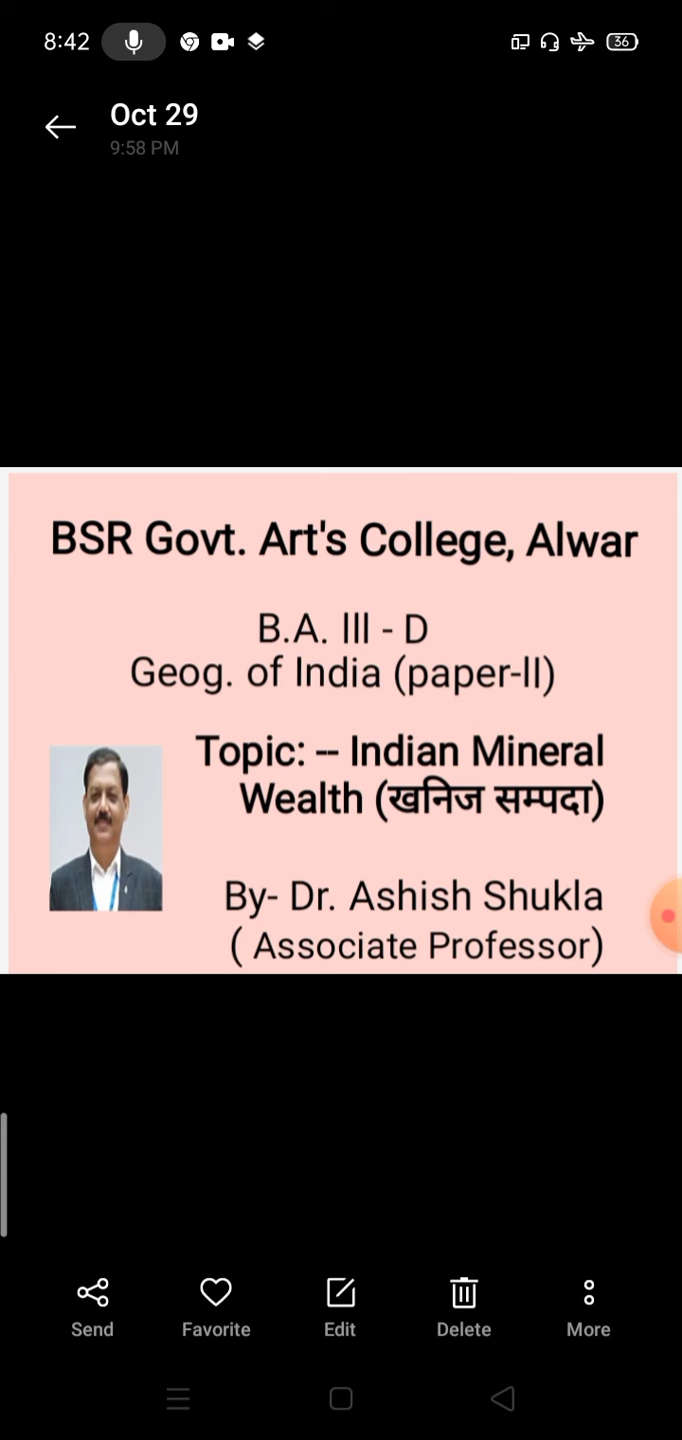 8:42
36
Oct 29
9:58 PM
BSR Govt. Art's College, Alwar
B.A. III - D
Geog. of India (paper-II)
Topic: -- Indian Mineral
Wealth (खनिज सम्पदा)
By- Dr. Ashish Shukla
( Associate Professor)
Send Favorite Edit Delete More